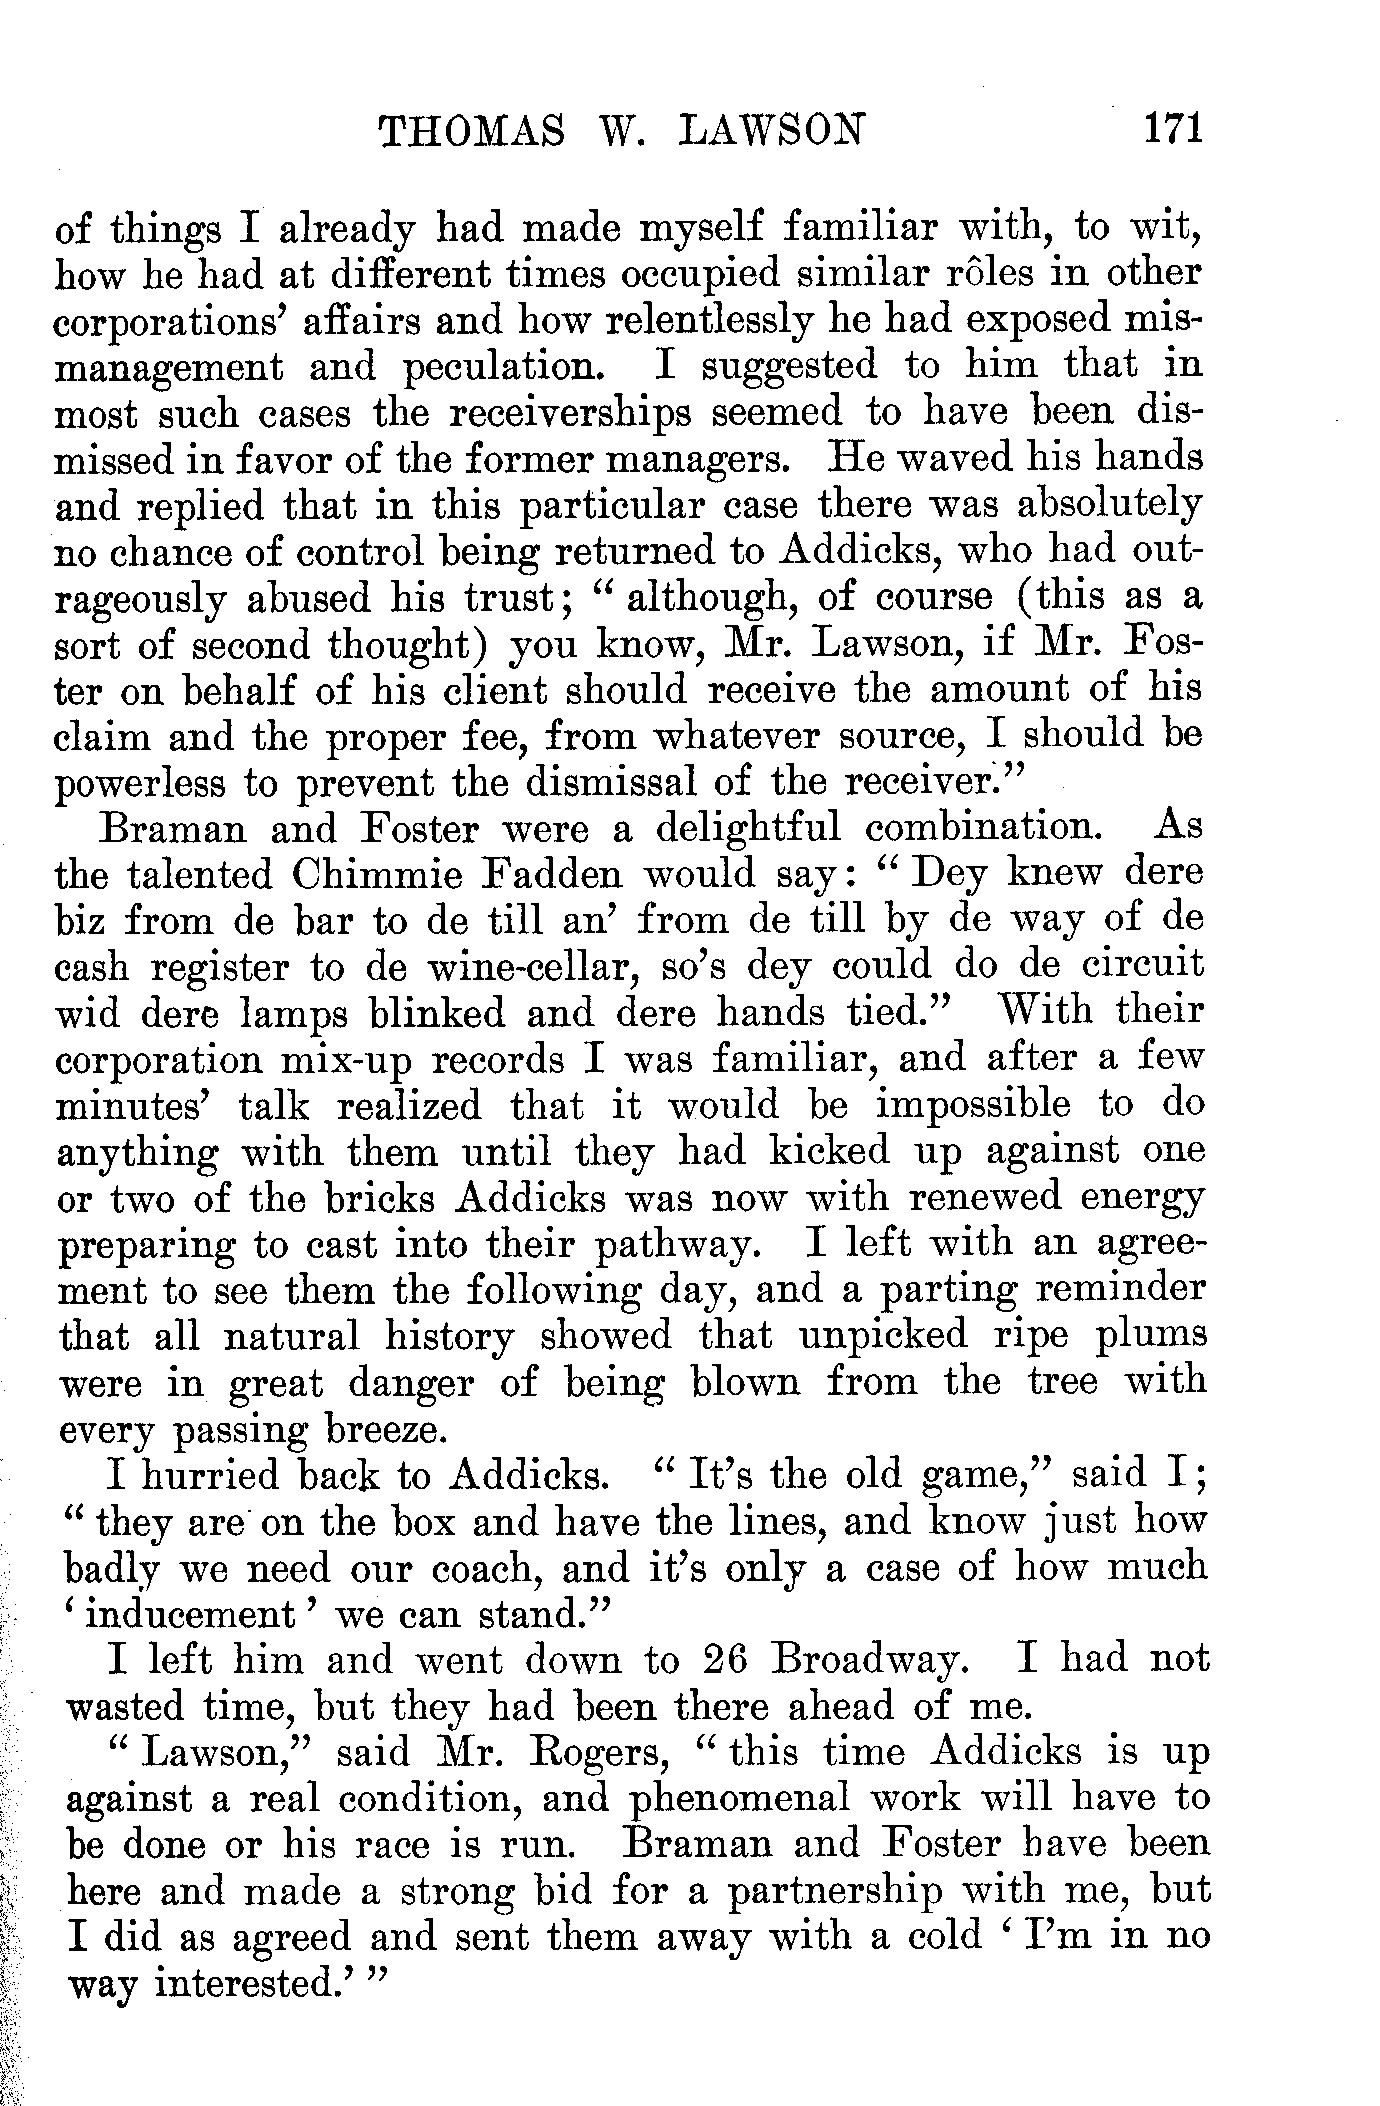 THOMAS W. LAWSON 171
of things I already had made myself familiar with, to wit,
how he had at different times occupied similar rôles in other
corporations' affairs and how relentlessly he had exposed mis-
management and peculation. I suggested to him that in
most such cases the receiverships seemed to have been dis-
missed in favor of the former managers. He waved his hands
and replied that in this particular case there was absolutely
no chance of control being returned to Addicks, who had out-
rageously abused his trust; “ although, of course (this as a
sort of second thought) you know, Mr. Lawson, if Mr. Fos-
ter on behalf of his client should receive the amount of his
claim and the proper fee, from whatever source, I should be
powerless to prevent the dismissal of the receiver.”
Braman and Foster were a delightful combination. As
the talented Chimmie Fadden would say: “ Dey knew dere
biz from de bar to de till an' from de till by de way of de
cash register to de wine-cellar, so's dey could do de circuit
wid dere lamps blinked and dere hands tied.” With their
corporation mix-up records I was familiar, and after a few
minutes' talk realized that it would be impossible to do
anything with them until they had kicked up against one
or two of the bricks Addicks was now with renewed energy
preparing to cast into their pathway. I left with an agree-
ment to see them the following day, and a parting reminder
that all natural history showed that unpicked ripe plums
were in great danger of being blown from the tree with
every passing breeze.
I hurried back to Addicks. “ It's the old game,” said I;
“ they are on the box and have the lines, and know just how
badly we need our coach, and it's only a case of how much
‘ inducement ’ we can stand.”
I left him and went down to 26 Broadway. I had not
wasted time, but they had been there ahead of me.
“ Lawson,” said Mr. Rogers, “ this time Addicks is up
against a real condition, and phenomenal work will have to
be done or his race is run. Braman and Foster have been
here and made a strong bid for a partnership with me, but
I did as agreed and sent them away with a cold ‘ I'm in no
way interested.’ ”